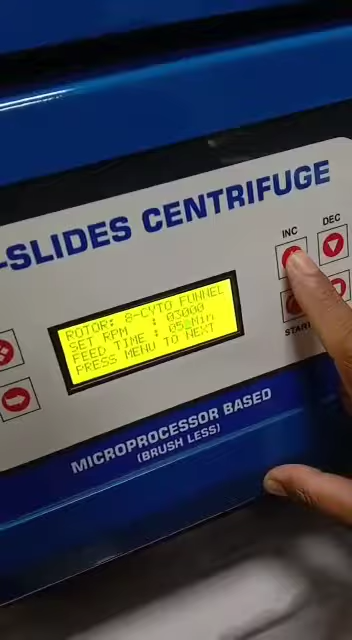 -SLIDES CENTRIFUGE
INC
DEC
ROTOR: 8-CYTO FUNNEL
SET RPM : 03000
FEED TIME : 05 Min
PRESS MENU TO NEXT
START
MICROPROCESSOR BASED
(BRUSH LESS)